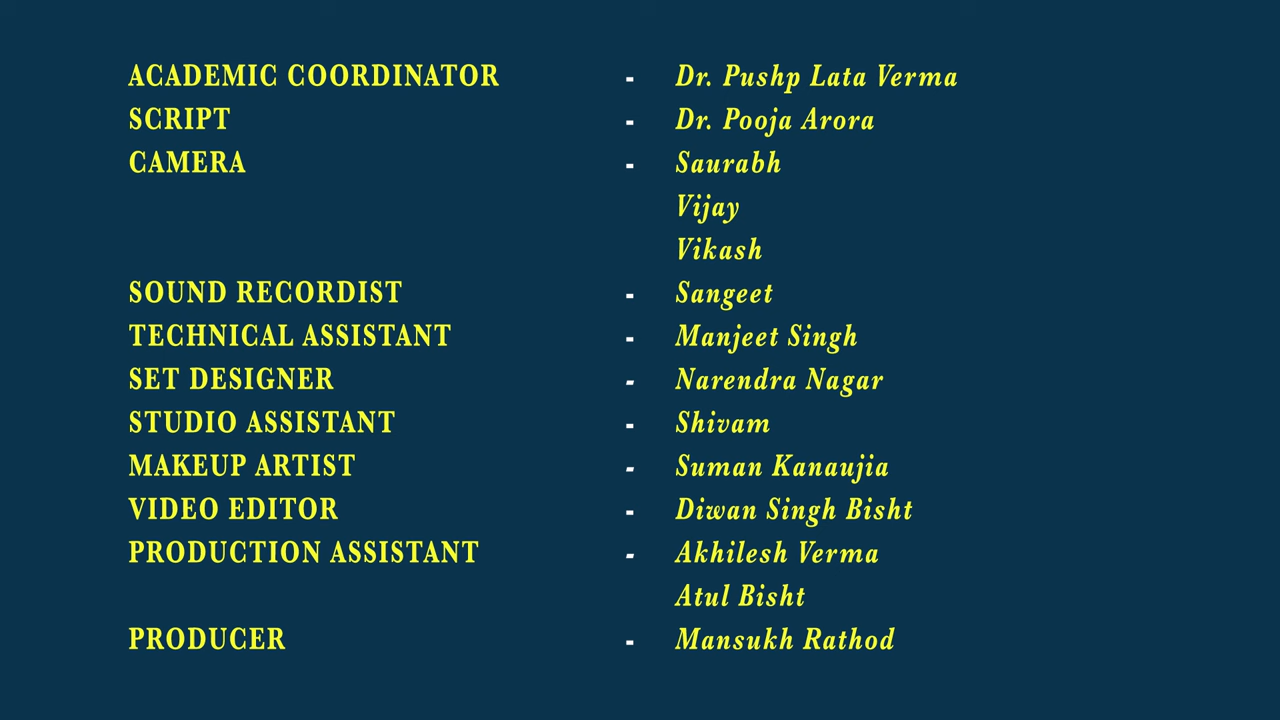 ACADEMIC COORDINATOR - Dr. Pushp Lata Verma
SCRIPT - Dr. Pooja Arora
CAMERA - Saurabh
Vijay
Vikash
SOUND RECORDIST - Sangeet
TECHNICAL ASSISTANT - Manjeet Singh
SET DESIGNER - Narendra Nagar
STUDIO ASSISTANT - Shivam
MAKEUP ARTIST - Suman Kanaujia
VIDEO EDITOR - Diwan Singh Bisht
PRODUCTION ASSISTANT - Akhilesh Verma
Atul Bisht
PRODUCER - Mansukh Rathod